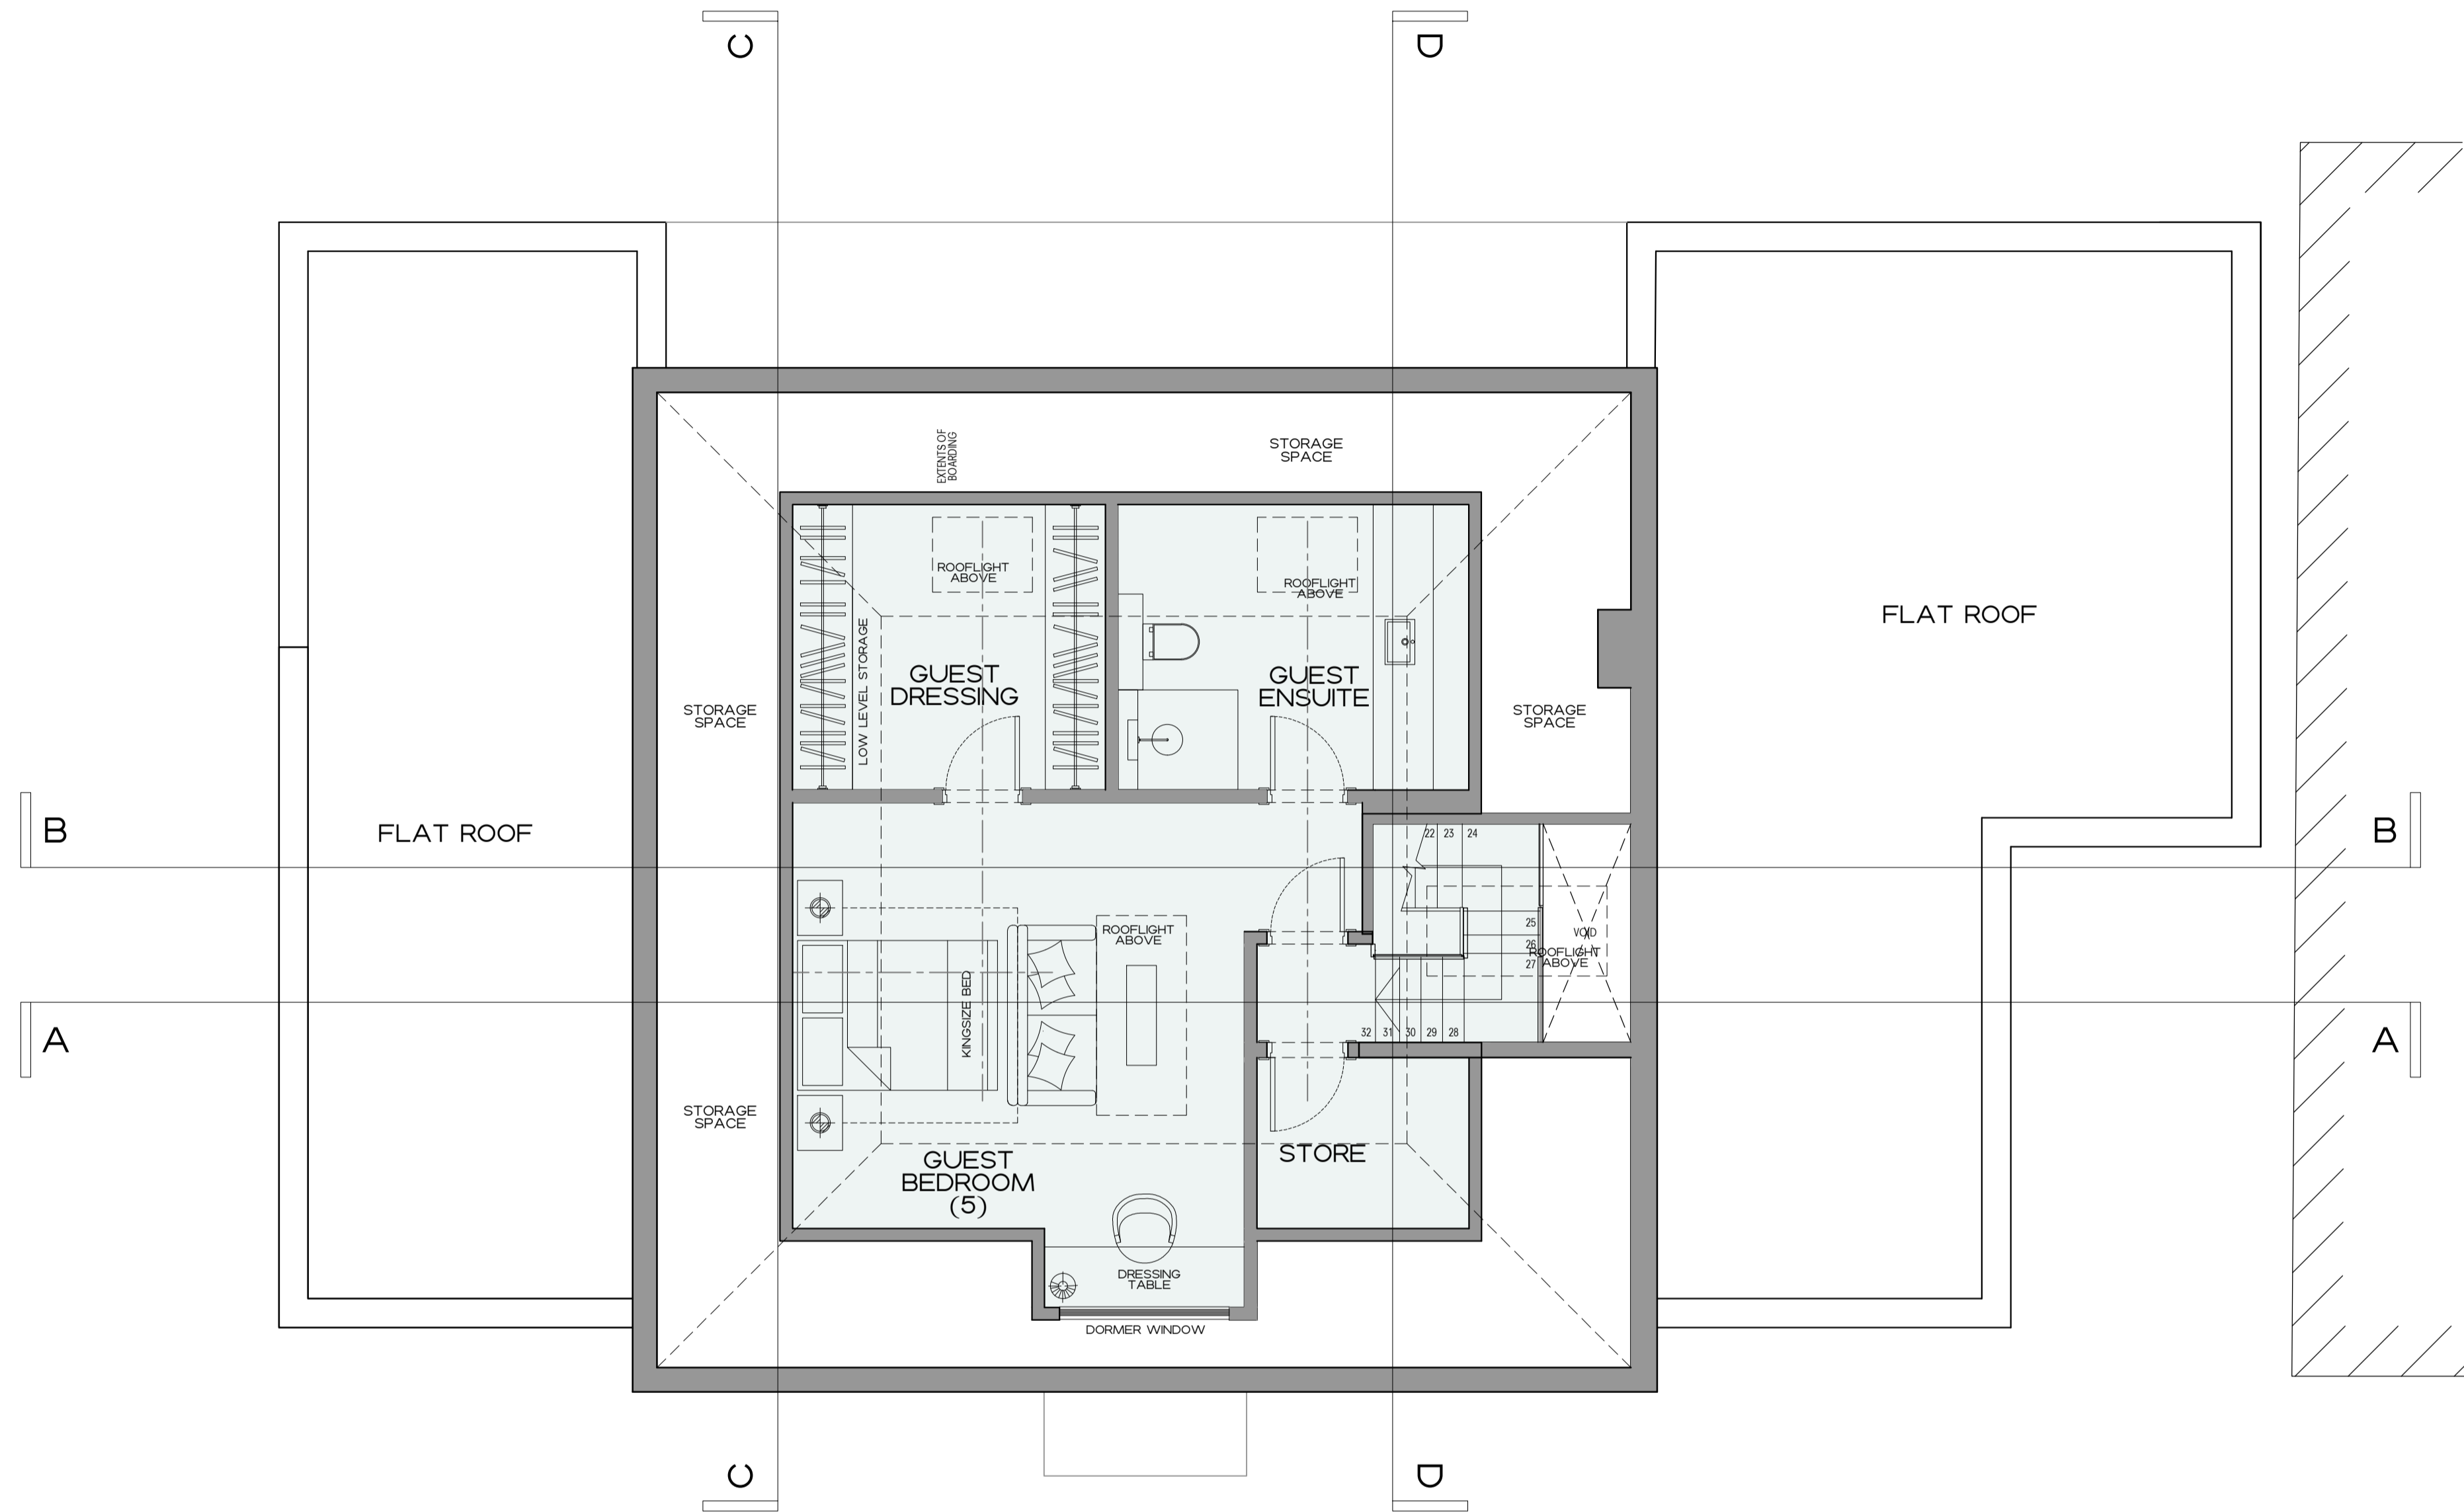 C
D
EXTENTS OF
BOARDING
STORAGE
SPACE
ROOFLIGHT
ABOVE
ROOFLIGHT
ABOVE
FLAT ROOF
LOW LEVEL STORAGE
GUEST
DRESSING
GUEST
ENSUITE
STORAGE
SPACE
STORAGE
SPACE
B
FLAT ROOF
22
23
24
B
ROOFLIGHT
ABOVE
25
VOID
26
ROOFLIGHT
ABOVE
27
KINGSIZE BED
A
32
31
30
29
28
A
STORAGE
SPACE
STORE
GUEST
BEDROOM
(5)
DRESSING
TABLE
DORMER WINDOW
C
D